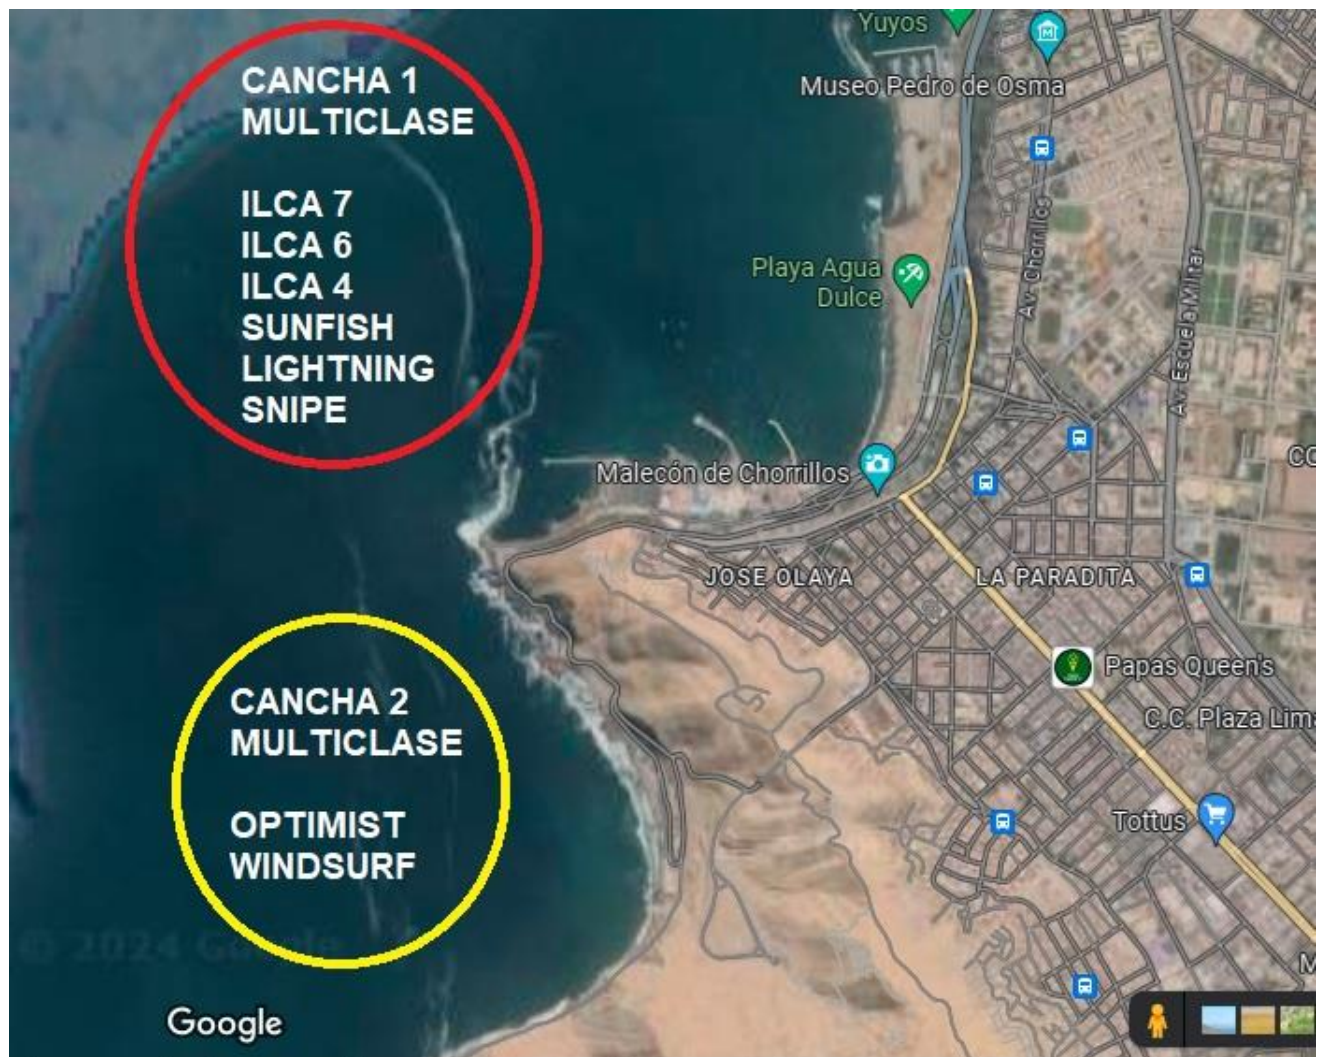 CANCHA 1
MULTICLASE
ILCA 7
ILCA 6
ILCA 4
SUNFISH
LIGHTNING
SNIPE
Yuyos
Museo Pedro de Osma
Playa Agua
Dulce
Av. Chorrillos
Av. Escuela Militar
Malecón de Chorrillos
CO
JOSE OLAYA
LA PARADITA
CANCHA 2
MULTICLASE
OPTIMIST
WINDSURF
Papas Queen's
C.C. Plaza Lima
Tottus
M
© 2024 Google
Google